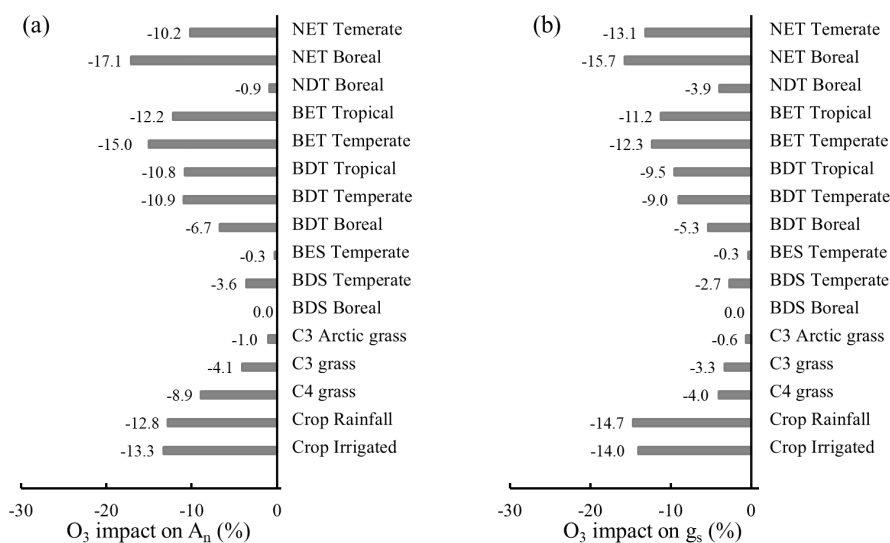 (a)
-10.2 NET Temerate
-17.1 NET Boreal
-0.9 NDT Boreal
-12.2 BET Tropical
-15.0 BET Temperate
-10.8 BDT Tropical
-10.9 BDT Temperate
-6.7 BDT Boreal
-0.3 BES Temperate
-3.6 BDS Temperate
0.0 BDS Boreal
-1.0 C3 Arctic grass
-4.1 C3 grass
-8.9 C4 grass
-12.8 Crop Rainfall
-13.3 Crop Irrigated
-30 -20 -10 0
O₃ impact on Aₙ (%)
(b)
-13.1 NET Temerate
-15.7 NET Boreal
-3.9 NDT Boreal
-11.2 BET Tropical
-12.3 BET Temperate
-9.5 BDT Tropical
-9.0 BDT Temperate
-5.3 BDT Boreal
-0.3 BES Temperate
-2.7 BDS Temperate
0.0 BDS Boreal
-0.6 C3 Arctic grass
-3.3 C3 grass
-4.0 C4 grass
-14.7 Crop Rainfall
-14.0 Crop Irrigated
-30 -20 -10 0
O₃ impact on gₛ (%)